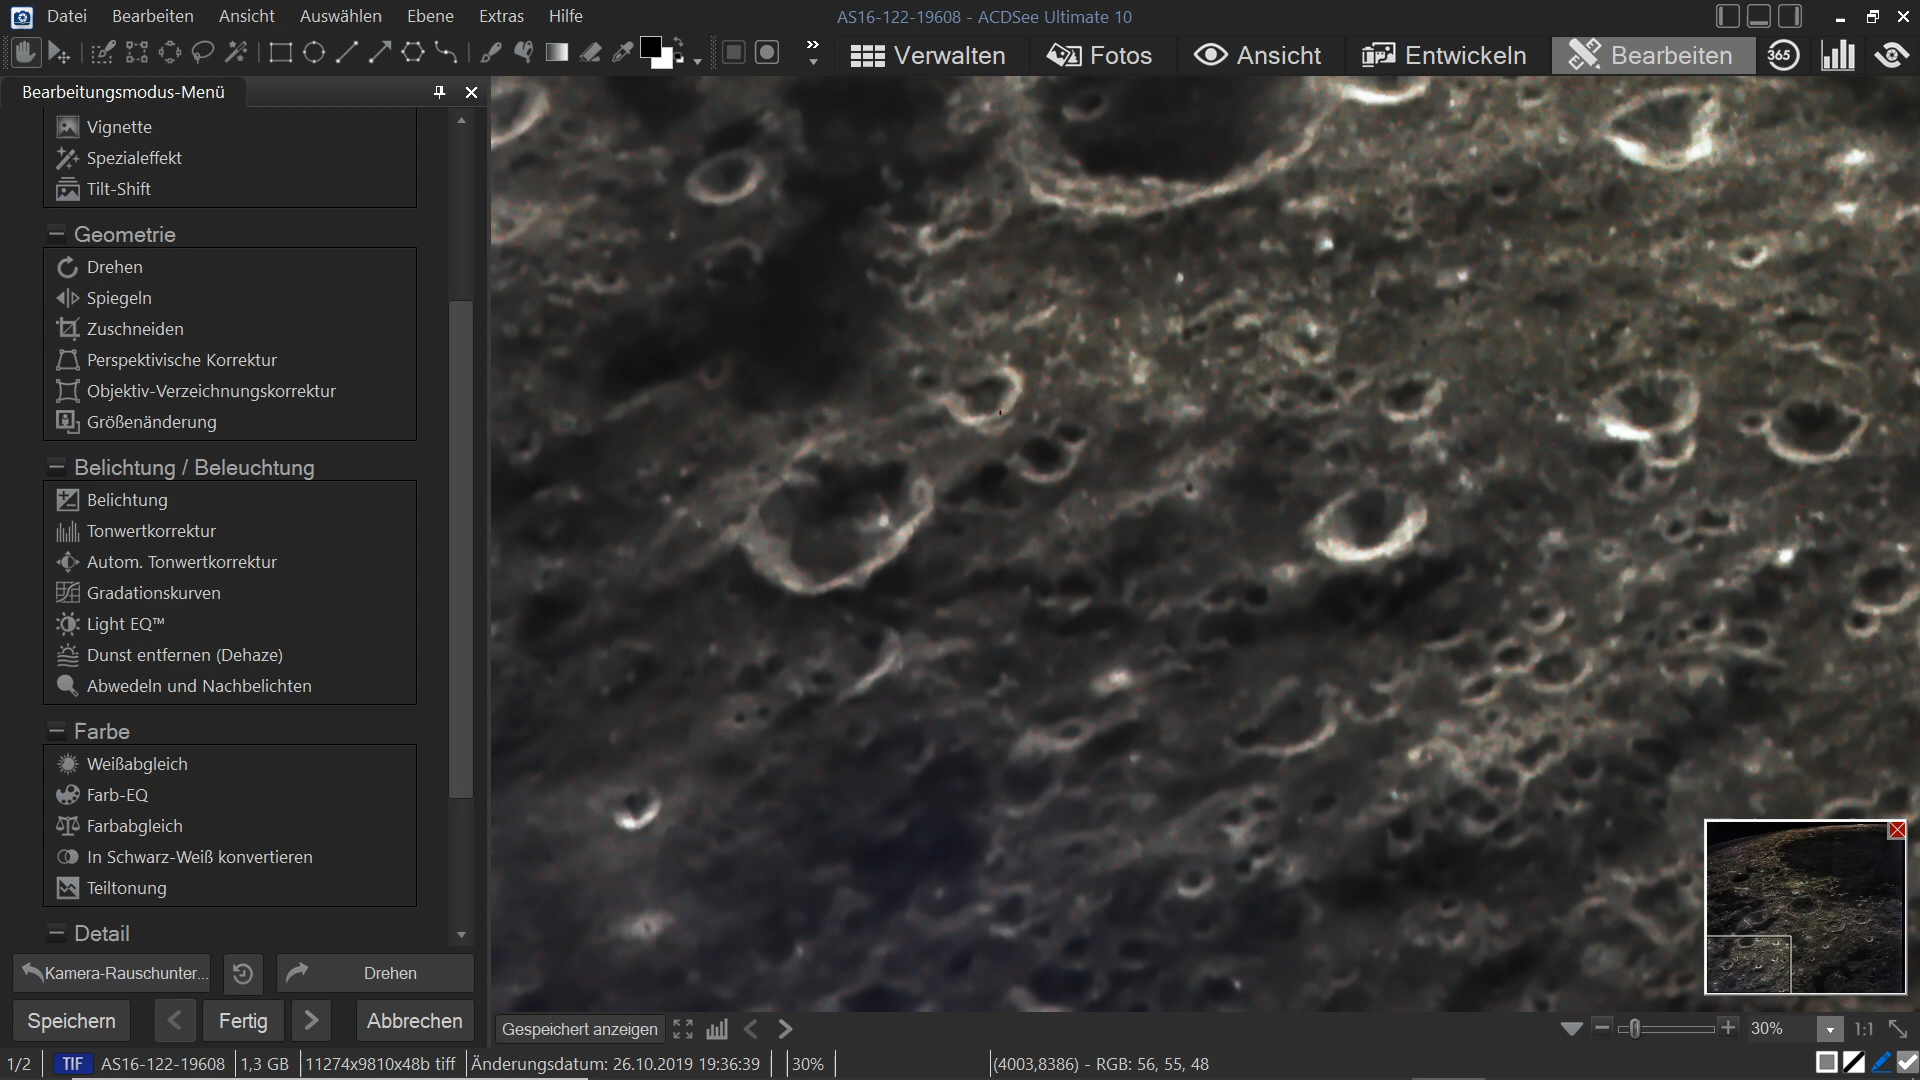 Datei Bearbeiten Ansicht Auswählen Ebene Extras Hilfe
AS16-122-19608 - ACDSee Ultimate 10
Verwalten Fotos Ansicht Entwickeln Bearbeiten 365
Bearbeitungsmodus-Menü
Vignette
Spezialeffekt
Tilt-Shift
Geometrie
Drehen
Spiegeln
Zuschneiden
Perspektivische Korrektur
Objektiv-Verzeichnungskorrektur
Größenänderung
Belichtung / Beleuchtung
Belichtung
Tonwertkorrektur
Autom. Tonwertkorrektur
Gradationskurven
Light EQ™
Dunst entfernen (Dehaze)
Abwedeln und Nachbelichten
Farbe
Weißabgleich
Farb-EQ
Farbabgleich
In Schwarz-Weiß konvertieren
Teiltonung
Detail
Kamera-Rauschunter... Drehen
Speichern Fertig Abbrechen
Gespeichert anzeigen 30% 1:1
1/2 TIF AS16-122-19608 1,3 GB 11274x9810x48b tiff Änderungsdatum: 26.10.2019 19:36:39 30% (4003,8386) - RGB: 56, 55, 48